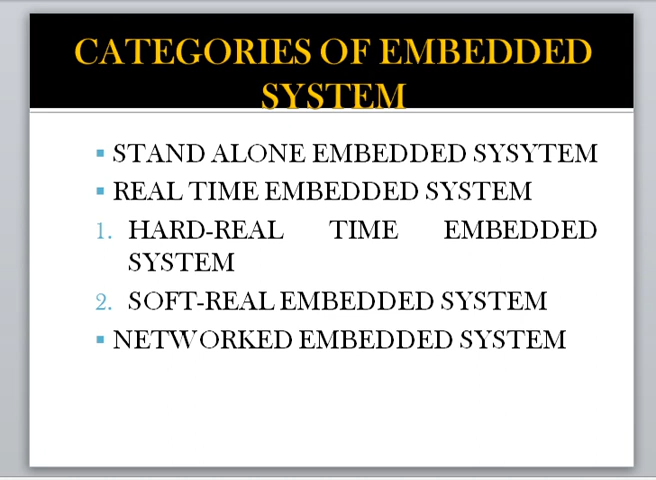 CATEGORIES OF EMBEDDED
SYSTEM
▪ STAND ALONE EMBEDDED SYSYTEM
▪ REAL TIME EMBEDDED SYSTEM
1. HARD-REAL TIME EMBEDDED
SYSTEM
2. SOFT-REAL EMBEDDED SYSTEM
▪ NETWORKED EMBEDDED SYSTEM